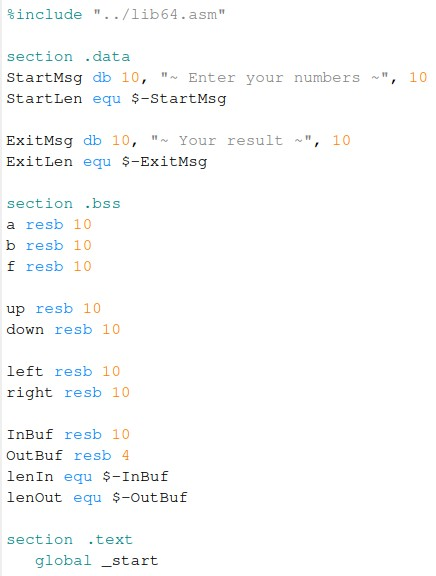 %include "../lib64.asm"
section .data
StartMsg db 10, "~ Enter your numbers ~", 10
StartLen equ $-StartMsg
ExitMsg db 10, "~ Your result ~", 10
ExitLen equ $-ExitMsg
section .bss
a resb 10
b resb 10
f resb 10
up resb 10
down resb 10
left resb 10
right resb 10
InBuf resb 10
OutBuf resb 4
lenIn equ $-InBuf
lenOut equ $-OutBuf
section .text
global _start